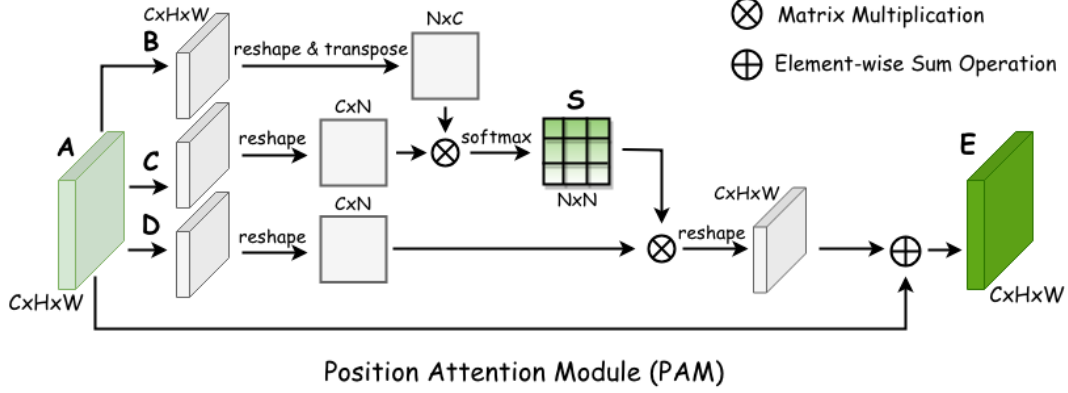 CxHxW
B
reshape & transpose
NxC
Matrix Multiplication
Element-wise Sum Operation
A
C
reshape
CxN
softmax
S
NxN
E
D
reshape
CxN
CxHxW
reshape
CxHxW
CxHxW
Position Attention Module (PAM)